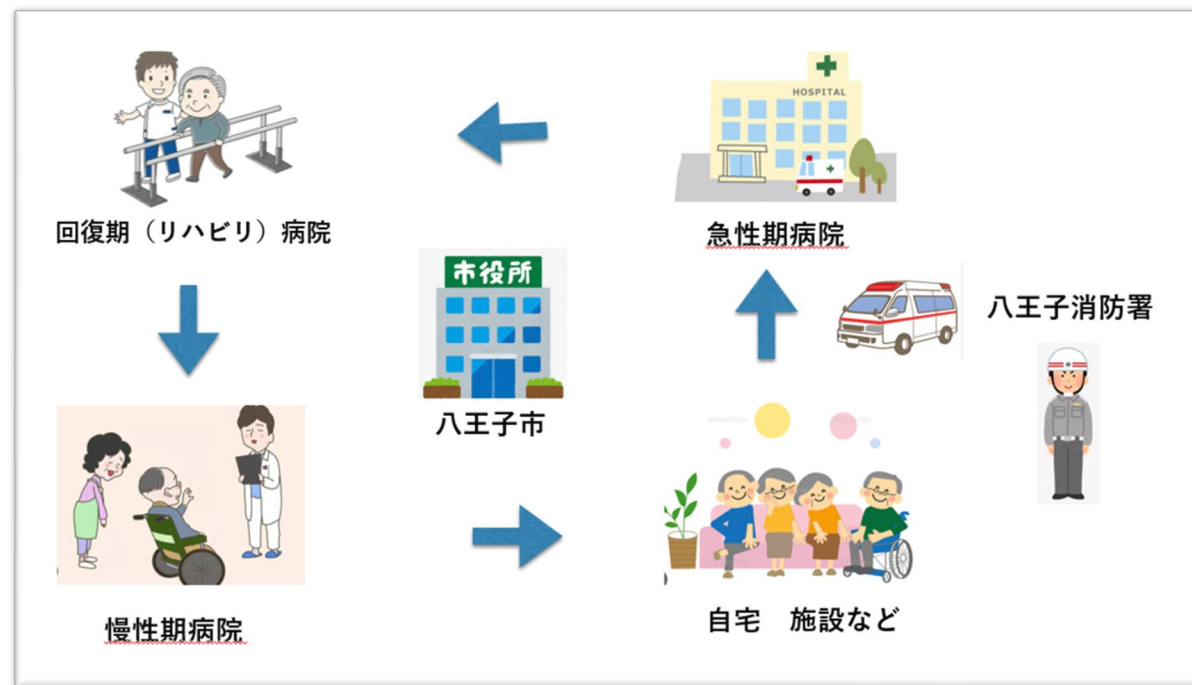 HOSPITAL
回復期（リハビリ）病院
急性期病院
市役所
八王子消防署
八王子市
自宅　施設など
慢性期病院